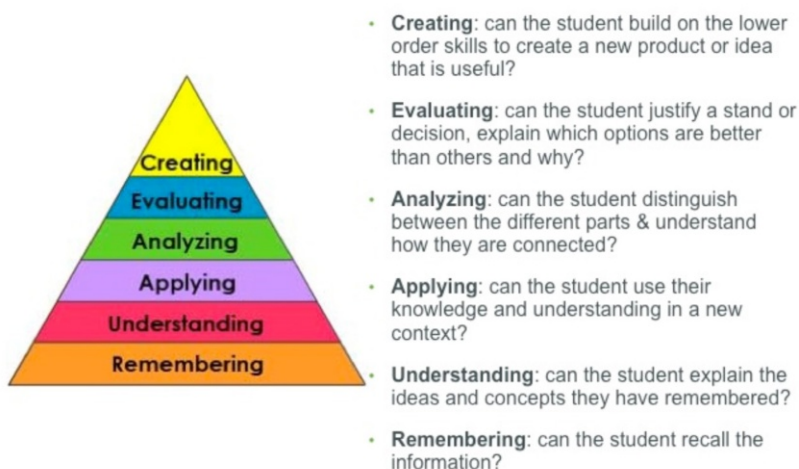 Creating
Evaluating
Analyzing
Applying
Understanding
Remembering
• Creating: can the student build on the lower
order skills to create a new product or idea
that is useful?
• Evaluating: can the student justify a stand or
decision, explain which options are better
than others and why?
• Analyzing: can the student distinguish
between the different parts & understand
how they are connected?
• Applying: can the student use their
knowledge and understanding in a new
context?
• Understanding: can the student explain the
ideas and concepts they have remembered?
• Remembering: can the student recall the
information?